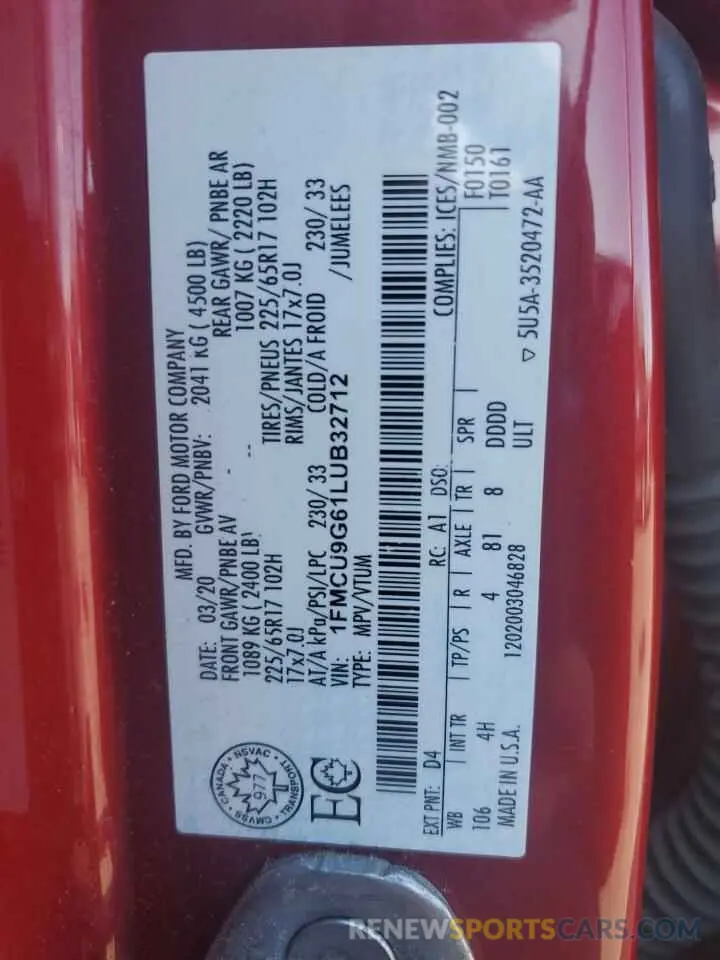 MFD. BY FORD MOTOR COMPANY
DATE: 03/20 GVWR/PNBV: 2041 KG ( 4500 LB)
FRONT GAWR/PNBE AV REAR GAWR/ PNBE AR
1089 KG ( 2400 LB) - 1007 KG ( 2220 LB)
225/65R17 102H -- TIRES/PNEUS 225/65R17 102H
17x7.0J RIMS/JANTES 17x7.0J
AT/A kPa/PSI/LPC 230/ 33 COLD/A FROID 230/ 33
VIN: 1FMCU9G61LUB32712 /JUMELEES
TYPE: MPV/VTUM
CANADA · NSVAC · TRANSPORT · CMVSS
977
EC
EXT PNT: D4 RC: A1 DSO: COMPLIES: ICES/NMB-002
WB | INT TR | TP/PS | R | AXLE | TR | SPR F0150
106 4H 4 81 8 DDDD T0161
ULT
MADE IN U.S.A. 1202003046828 ▽ 5U5A-3520472-AA
RENEWSPORTSCARS.COM